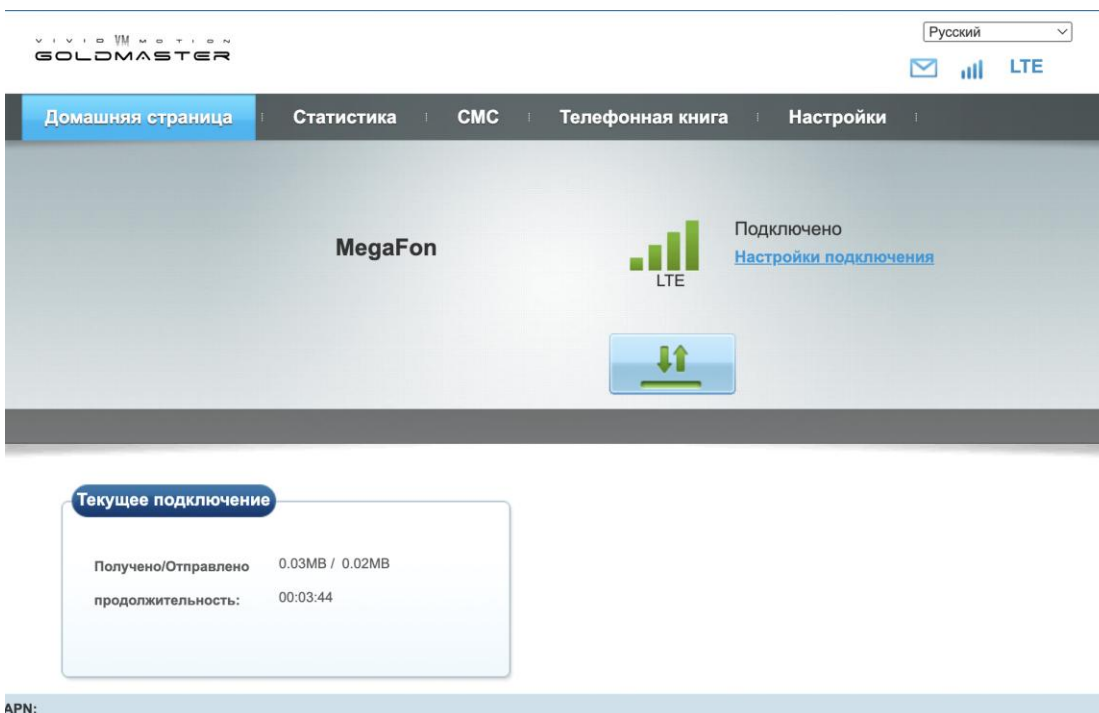 Русский
VIVID VM MOTION
GOLDMASTER
LTE
Домашняя страница Статистика СМС Телефонная книга Настройки
Подключено
MegaFon
Настройки подключения
LTE
Текущее подключение
Получено/Отправлено 0.03MB / 0.02MB
продолжительность: 00:03:44
APN: